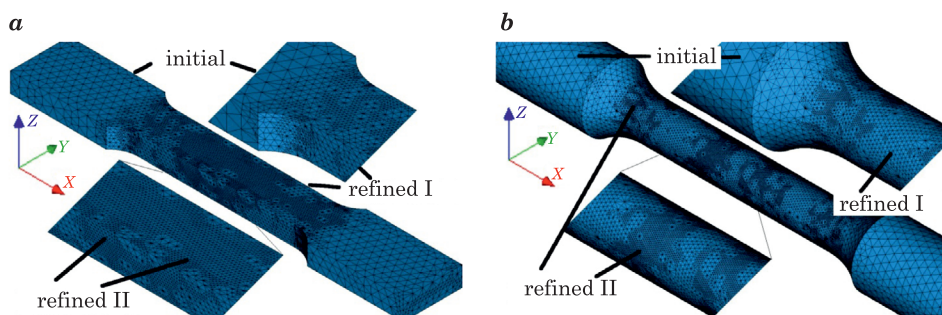 a
initial
Z
Y
X
refined I
refined II
b
initial
Z
Y
X
refined I
refined II